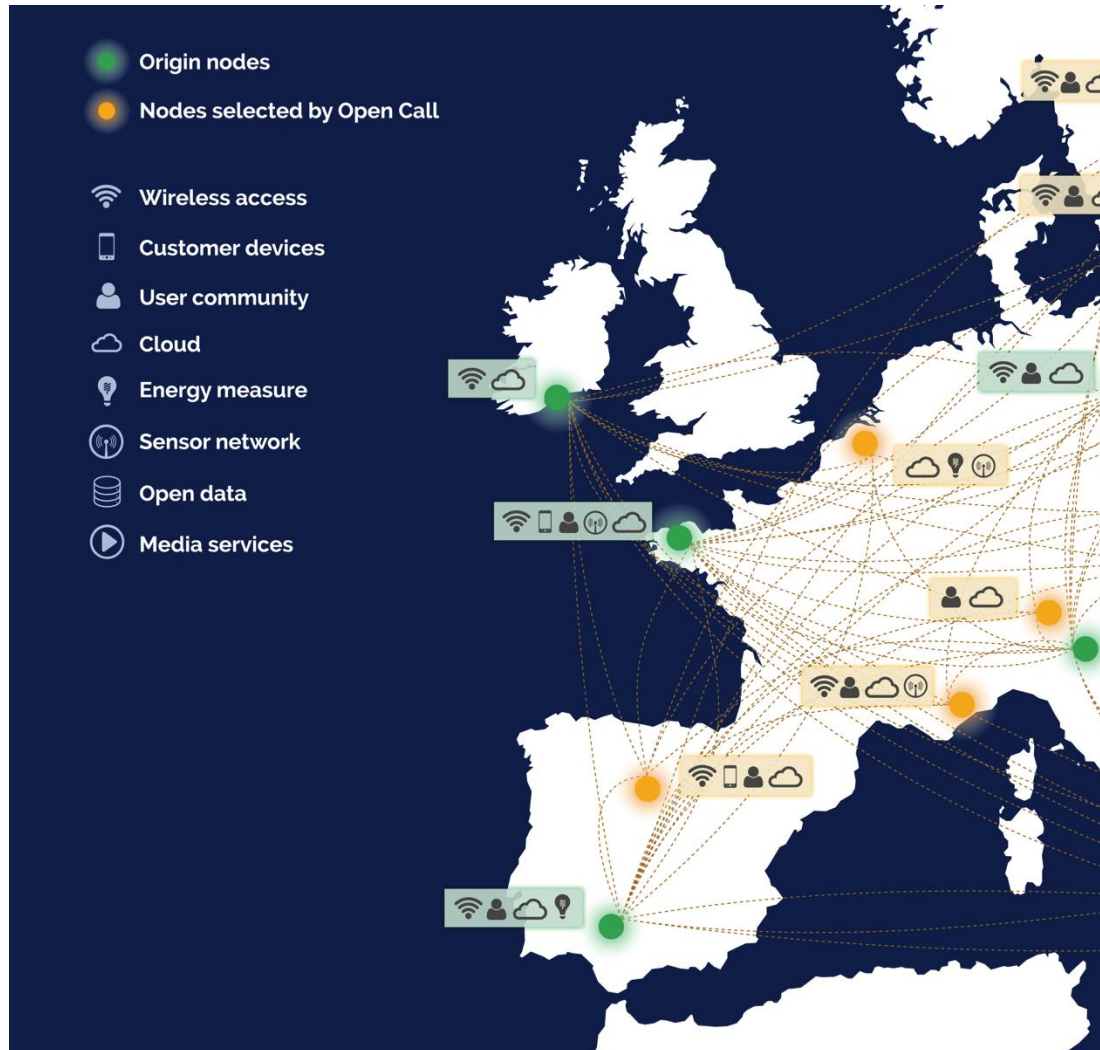 Origin nodes
Nodes selected by Open Call
Wireless access
Customer devices
User community
Cloud
Energy measure
Sensor network
Open data
Media services